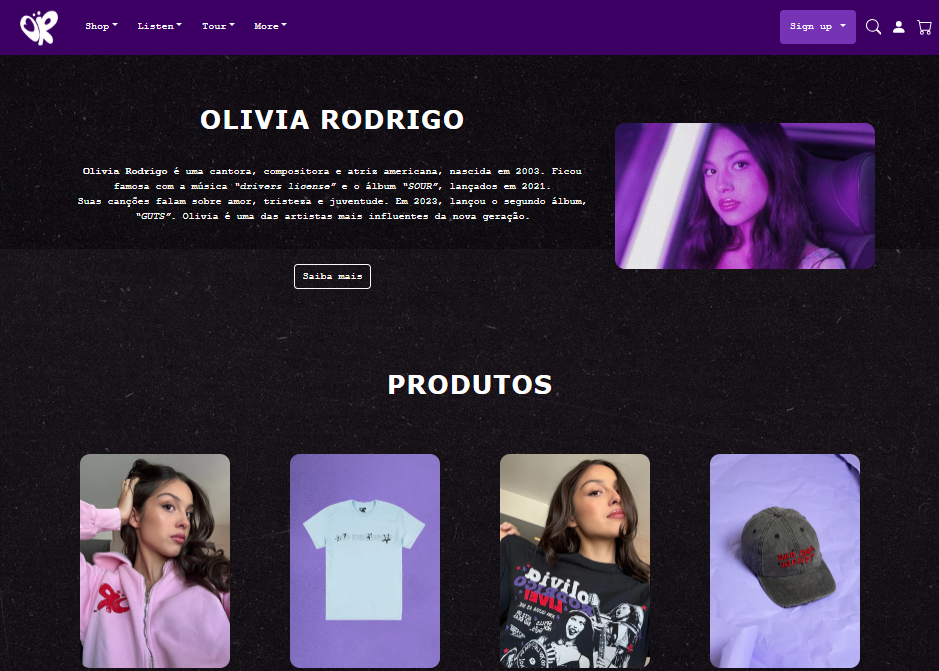 Shop Listen Tour More Sign up
OLIVIA RODRIGO
Olivia Rodrigo é uma cantora, compositora e atriz americana, nascida em 2003. Ficou
famosa com a música “drivers license” e o álbum “SOUR”, lançados em 2021.
Suas canções falam sobre amor, tristeza e juventude. Em 2023, lançou o segundo álbum,
“GUTS”. Olivia é uma das artistas mais influentes da nova geração.
Saiba mais
PRODUTOS